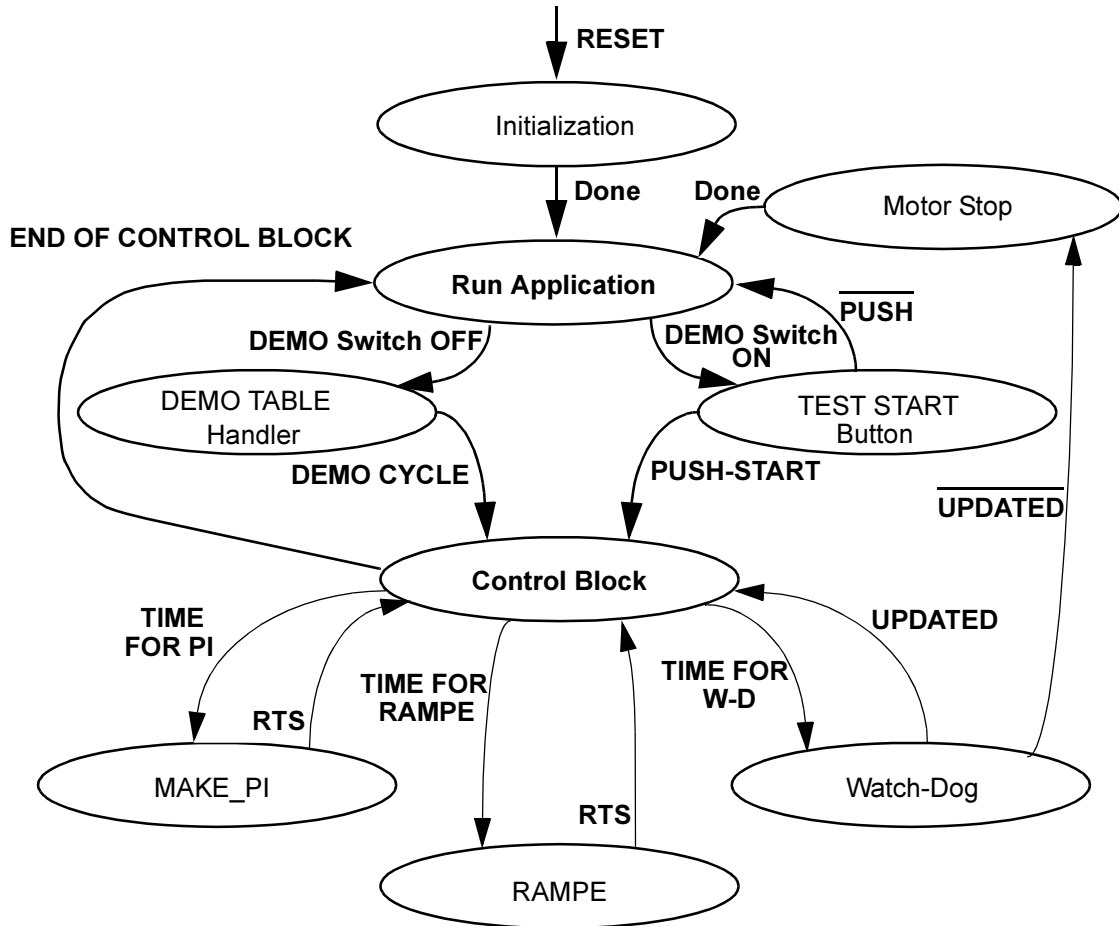 RESET
Initialization
Done
Done
Motor Stop
END OF CONTROL BLOCK
Run Application
PUSH
DEMO Switch OFF
DEMO Switch
ON
DEMO TABLE
Handler
TEST START
Button
DEMO CYCLE
PUSH-START
UPDATED
Control Block
TIME
FOR PI
UPDATED
TIME FOR
RAMPE
TIME FOR
W-D
RTS
MAKE_PI
Watch-Dog
RTS
RAMPE